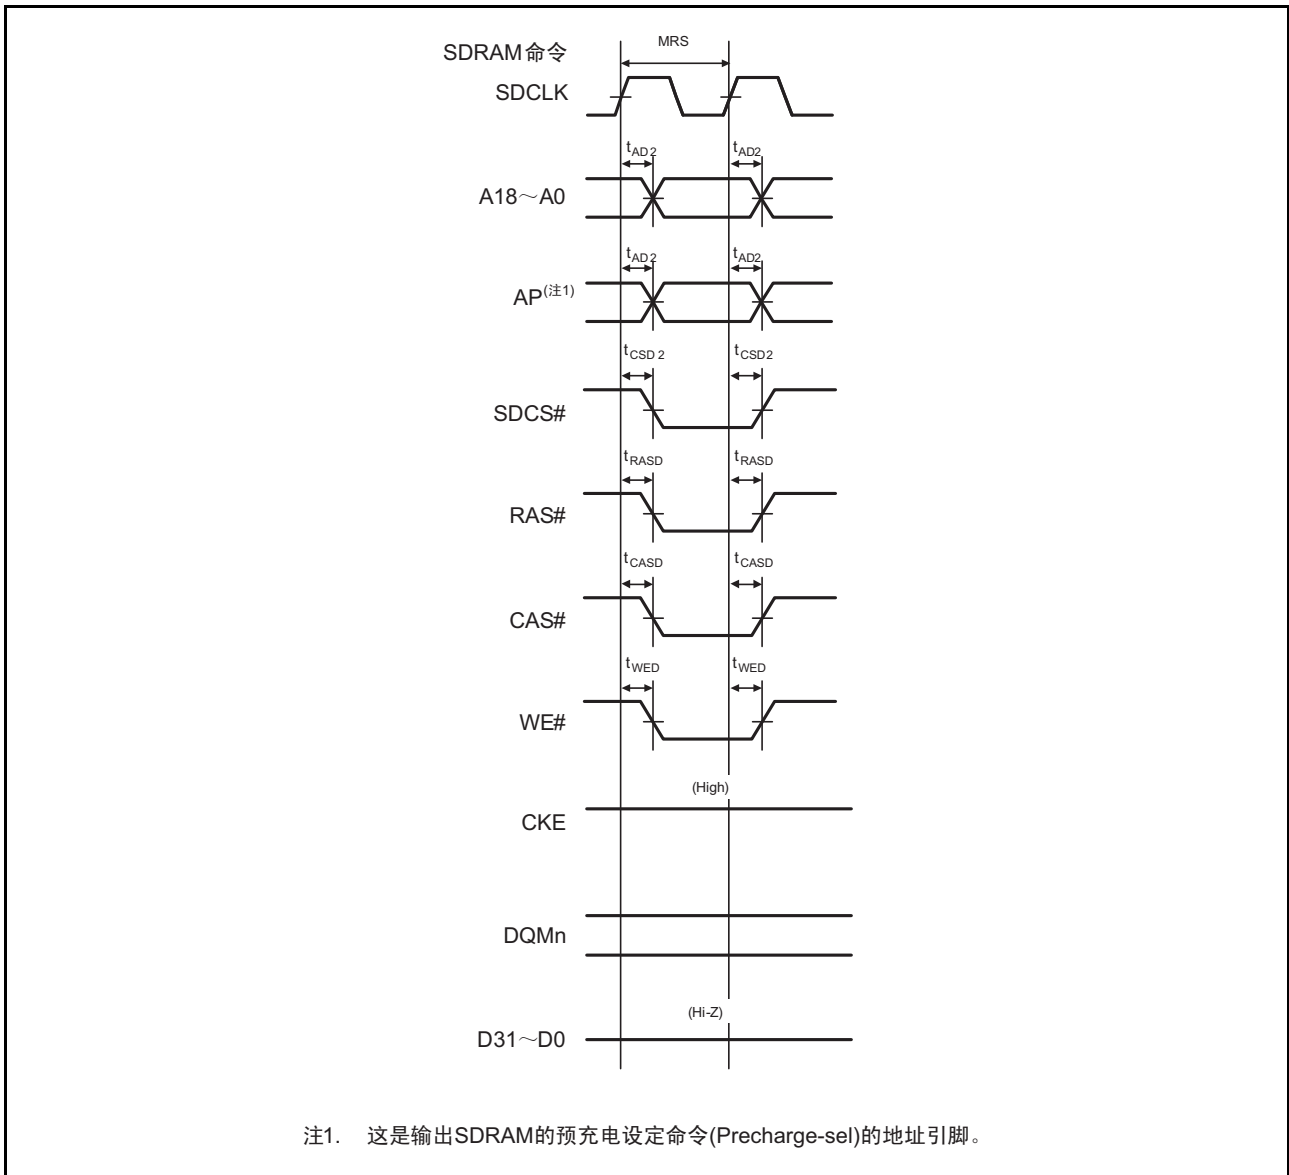 SDRAM命令
MRS
SDCLK
tAD2 tAD2
A18～A0
tAD2 tAD2
AP(注1)
tCSD2 tCSD2
SDCS#
tRASD tRASD
RAS#
tCASD tCASD
CAS#
tWED tWED
WE#
(High)
CKE
DQMn
(Hi-Z)
D31～D0
注1. 这是输出SDRAM的预充电设定命令(Precharge-sel)的地址引脚。